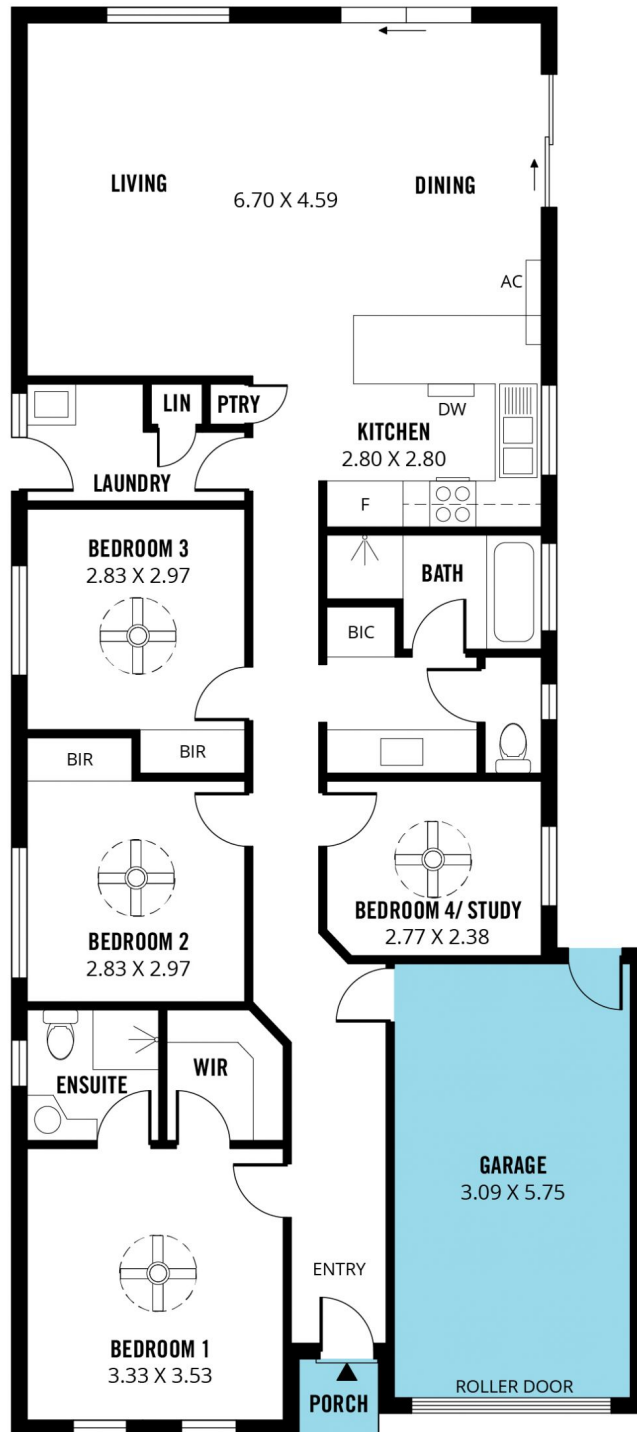 LIVING
DINING
6.70 X 4.59
AC
LIN
PTRY
DW
KITCHEN
2.80 X 2.80
LAUNDRY
F
BEDROOM 3
2.83 X 2.97
BATH
BIC
BIR
BIR
BEDROOM 2
2.83 X 2.97
BEDROOM 4/ STUDY
2.77 X 2.38
ENSUITE
WIR
GARAGE
3.09 X 5.75
ENTRY
BEDROOM 1
3.33 X 3.53
ROLLER DOOR
PORCH